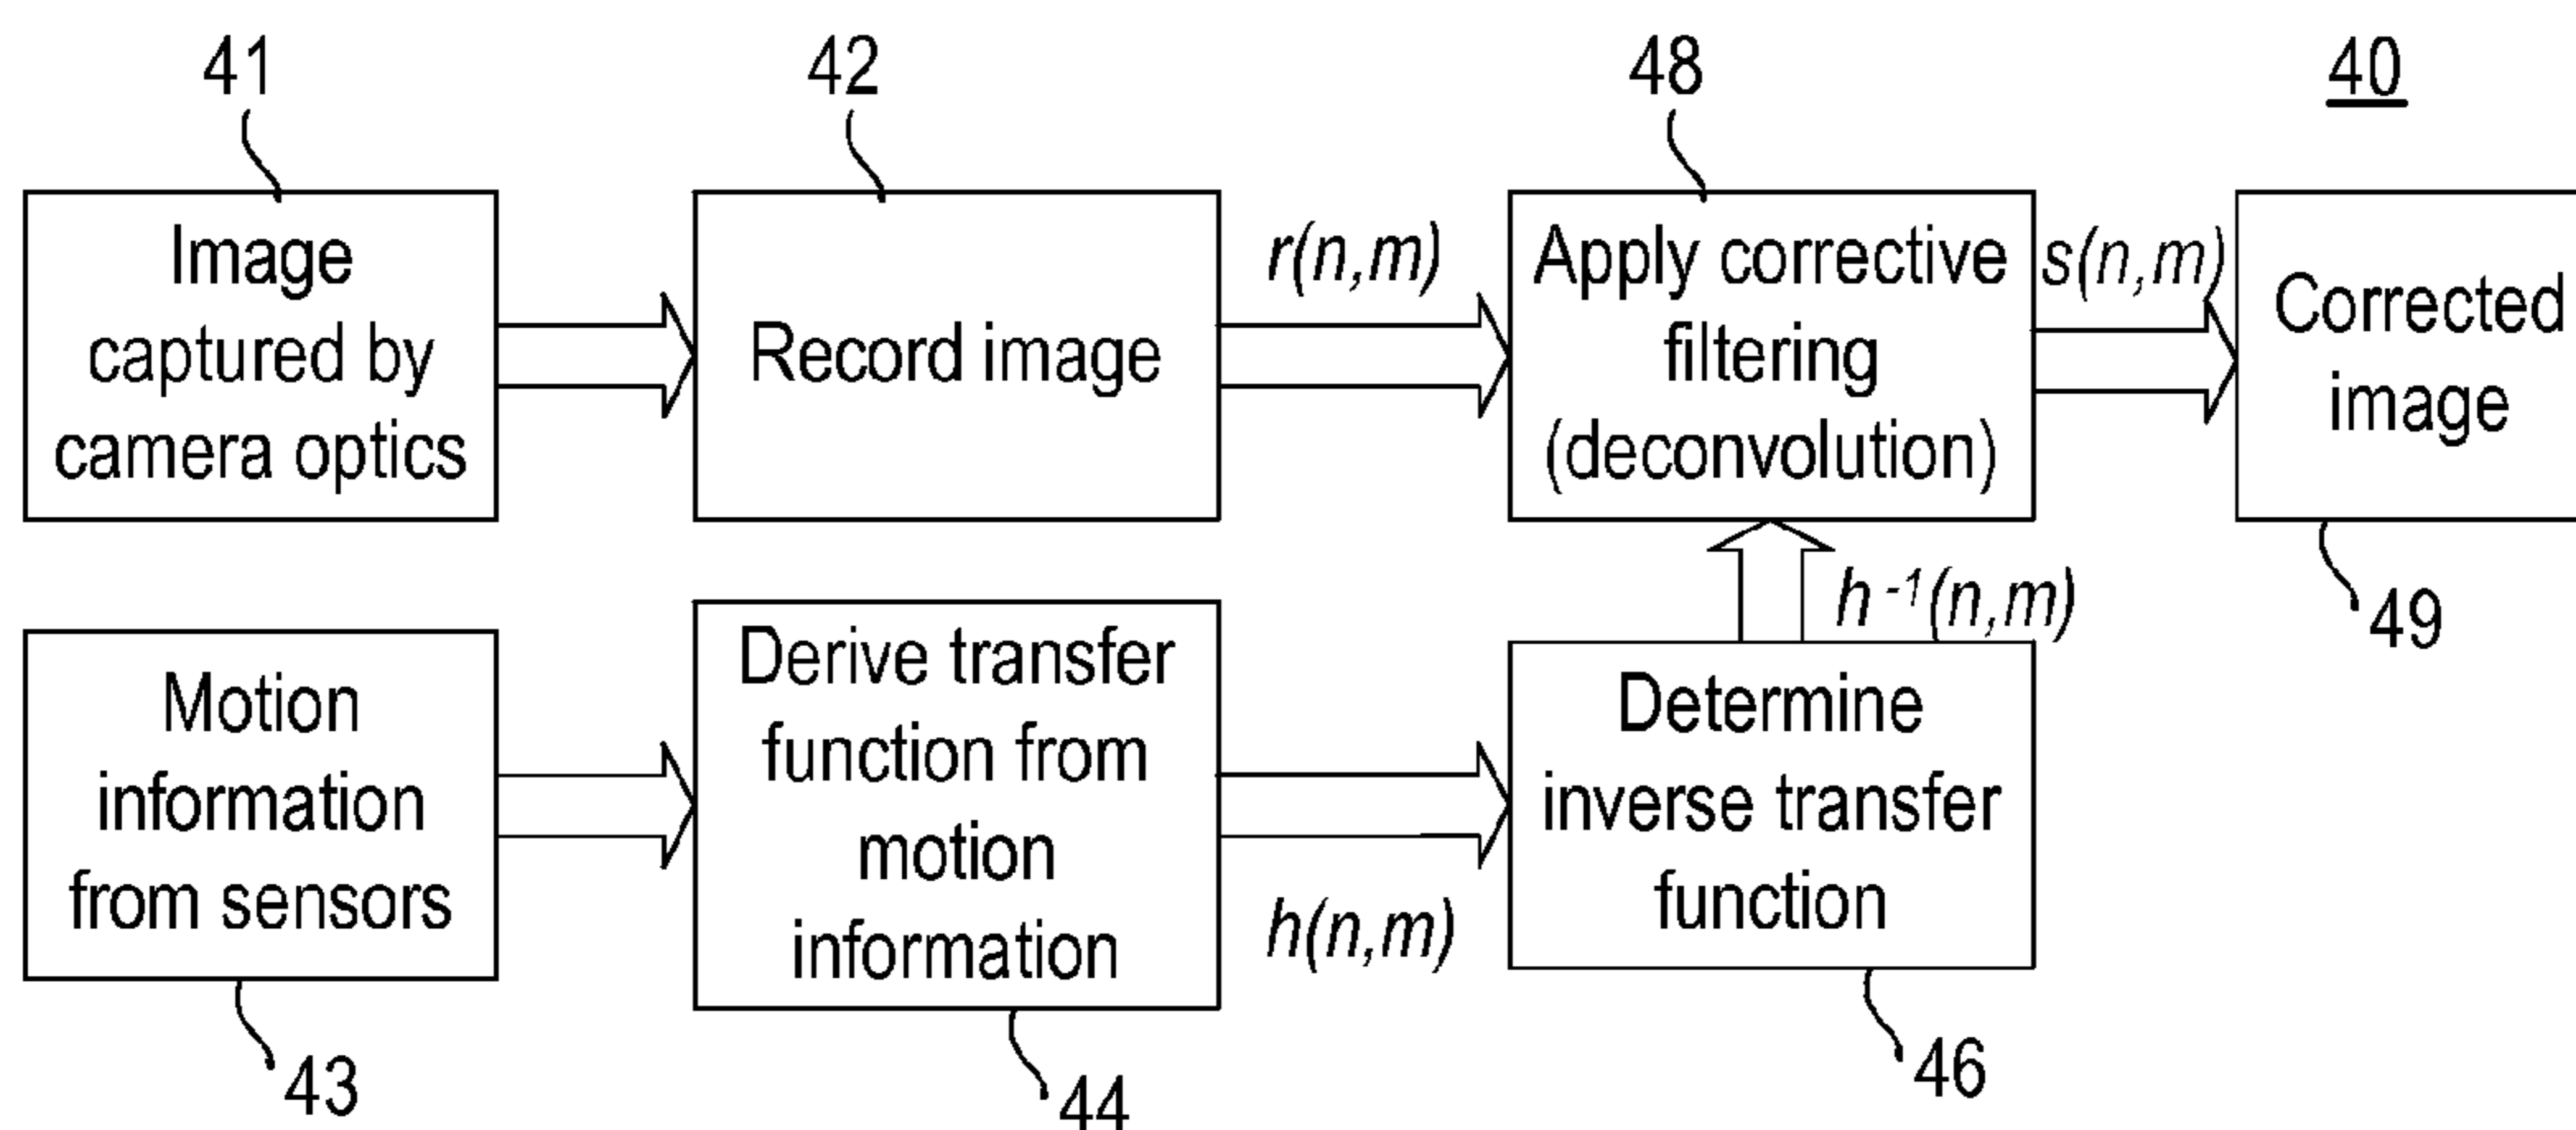 41
42
48
40
Image
captured by
camera optics
Record image
r(n,m)
Apply corrective
filtering
(deconvolution)
s(n,m)
Corrected
image
49
Motion
information
from sensors
43
Derive transfer
function from
motion
information
44
h(n,m)
Determine
inverse transfer
function
46
h⁻¹(n,m)